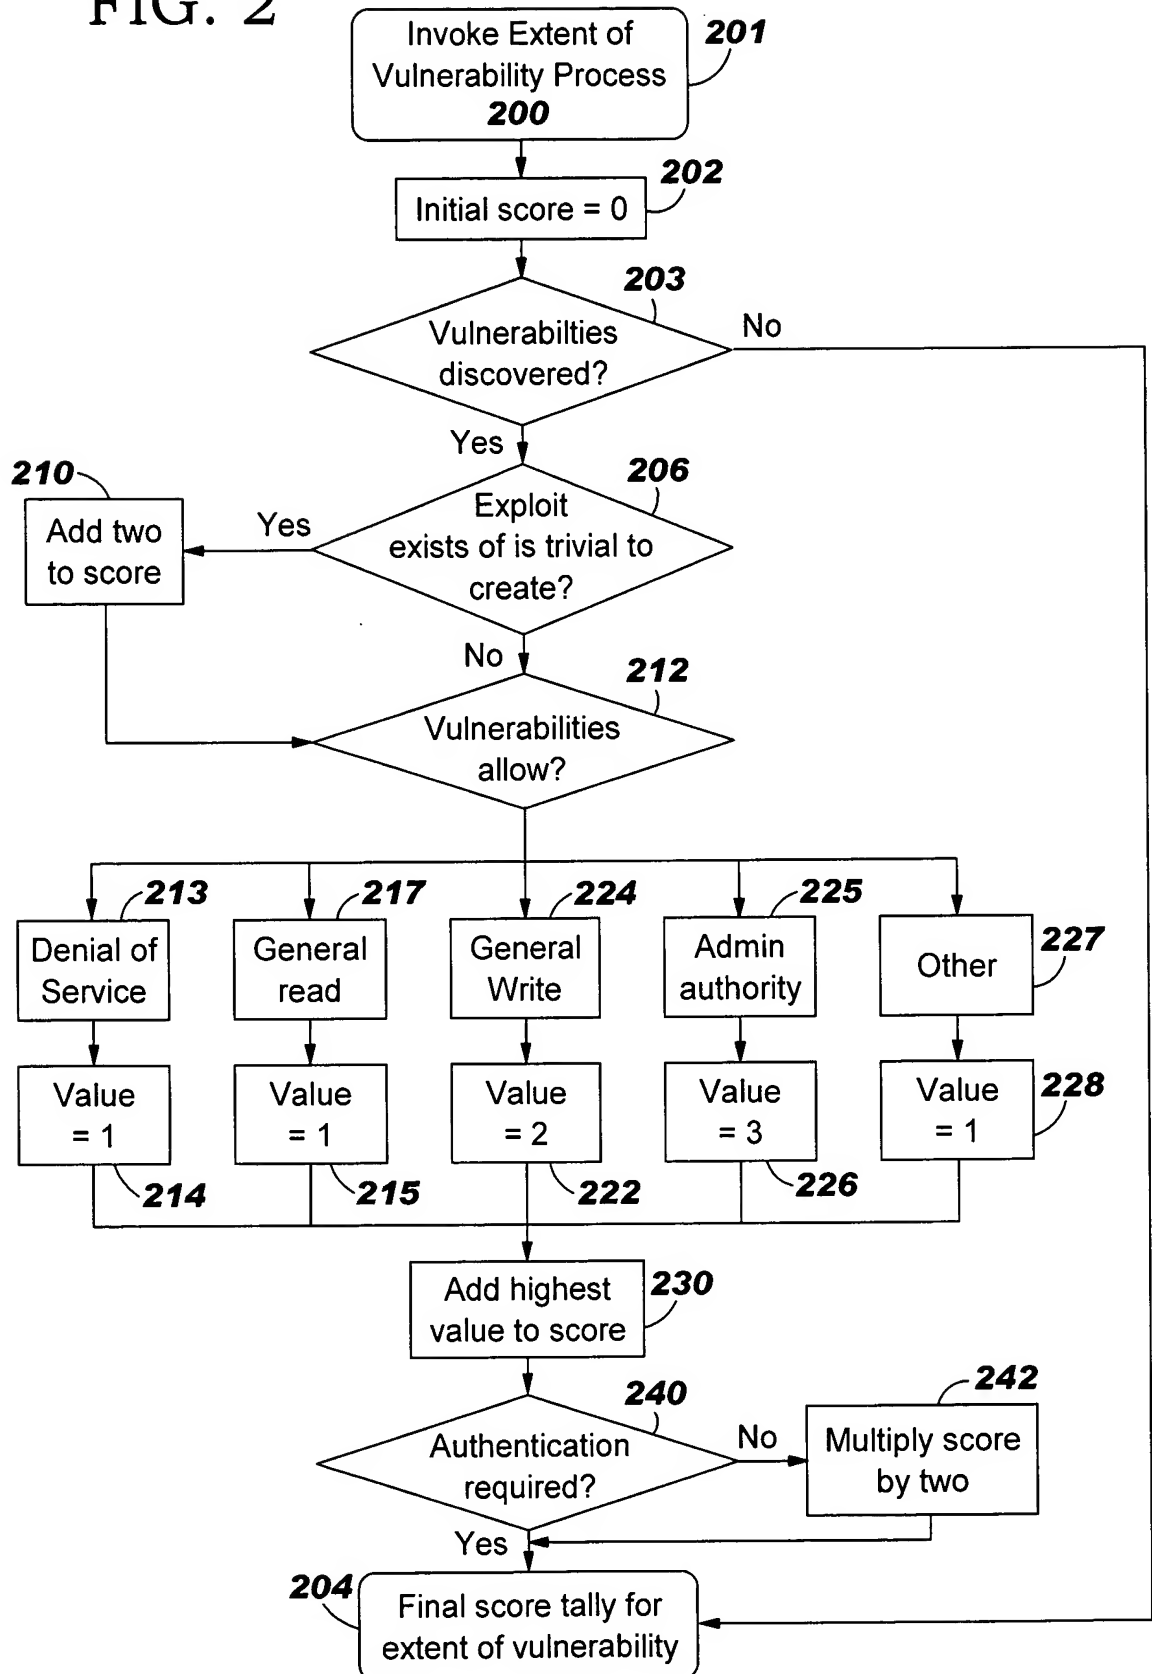 FIG. 2
Invoke Extent of
Vulnerability Process
200
201
202
Initial score = 0
203
Vulnerabilties
discovered?
No
Yes
210
206
Add two
to score
Yes
Exploit
exists of is trivial to
create?
No
212
Vulnerabilities
allow?
213
217
224
225
227
Denial of
Service
General
read
General
Write
Admin
authority
Other
Value
= 1
Value
= 1
Value
= 2
Value
= 3
Value
= 1
228
214
215
222
226
Add highest
value to score
230
240
242
Authentication
required?
No
Multiply score
by two
Yes
204
Final score tally for
extent of vulnerability